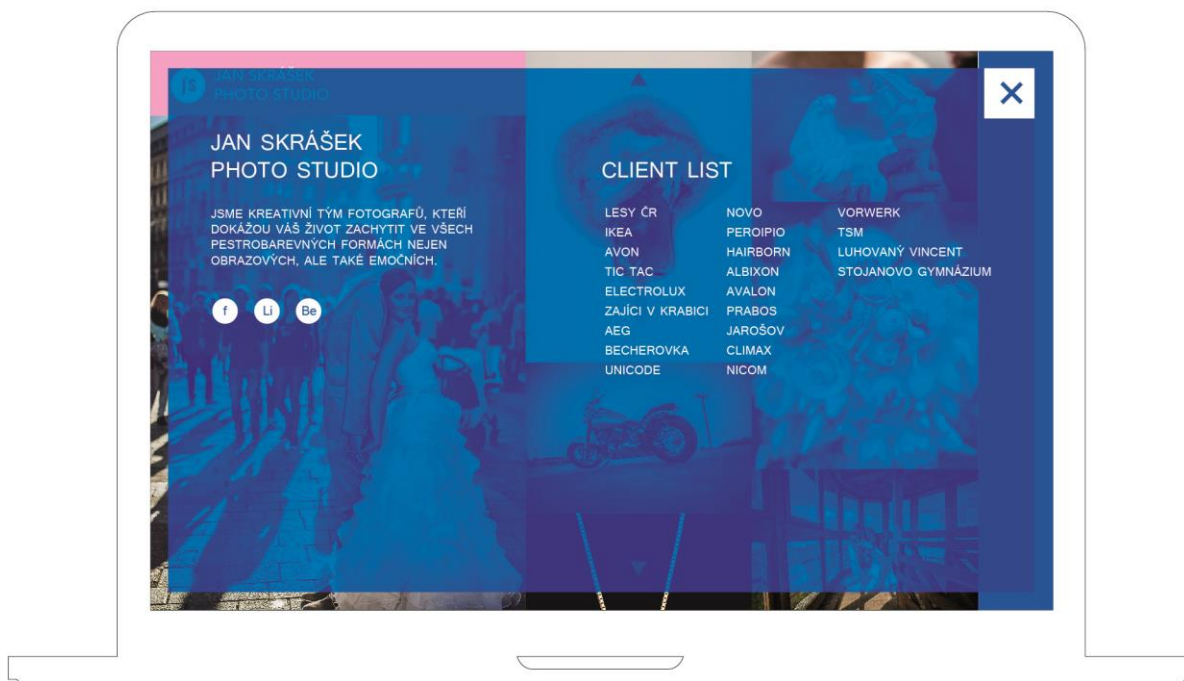 js
JAN SKRÁŠEK
PHOTO STUDIO
JAN SKRÁŠEK
PHOTO STUDIO
JSME KREATIVNÍ TÝM FOTOGRAFŮ, KTEŘÍ
DOKÁŽOU VÁŠ ŽIVOT ZACHYTIT VE VŠECH
PESTROBAREVNÝCH FORMÁCH NEJEN
OBRAZOVÝCH, ALE TAKÉ EMOČNÍCH.
f Li Be
CLIENT LIST
LESY ČR
IKEA
AVON
TIC TAC
ELECTROLUX
ZAJÍCI V KRABICI
AEG
BECHEROVKA
UNICODE
NOVO
PEROIPIO
HAIRBORN
ALBIXON
AVALON
PRABOS
JAROŠOV
CLIMAX
NICOM
VORWERK
TSM
LUHOVANÝ VINCENT
STOJANOVO GYMNÁZIUM